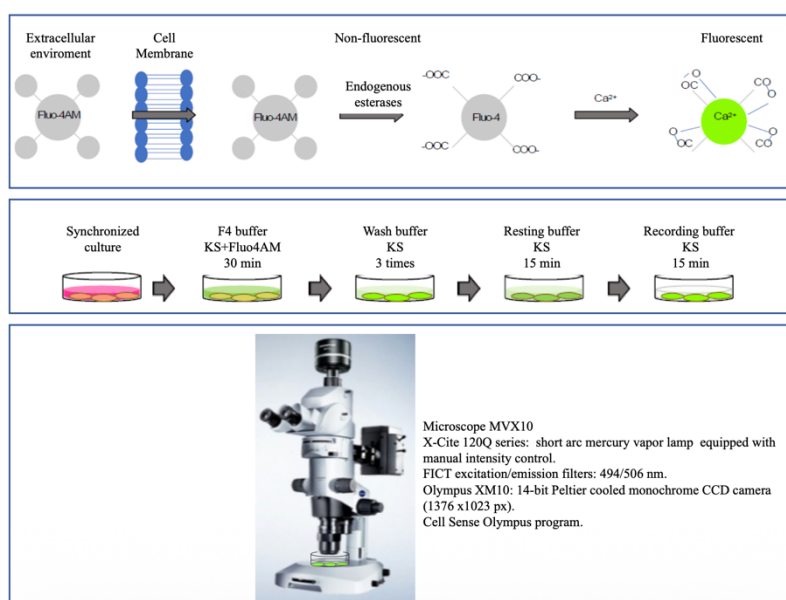 Extracellular
enviroment
Cell
Membrane
Non-fluorescent
Fluorescent
Fluo-4AM
Fluo-4AM
Endogenous
esterases
-OOC
COO-
Fluo-4
-OOC
COO-
Ca²⁺
O
OC
CO
O
Ca²⁺
O
OC
CO
O
Synchronized
culture
F4 buffer
KS+Fluo4AM
30 min
Wash buffer
KS
3 times
Resting buffer
KS
15 min
Recording buffer
KS
15 min
Microscope MVX10
X-Cite 120Q series: short arc mercury vapor lamp equipped with
manual intensity control.
FICT excitation/emission filters: 494/506 nm.
Olympus XM10: 14-bit Peltier cooled monochrome CCD camera
(1376 x1023 px).
Cell Sense Olympus program.